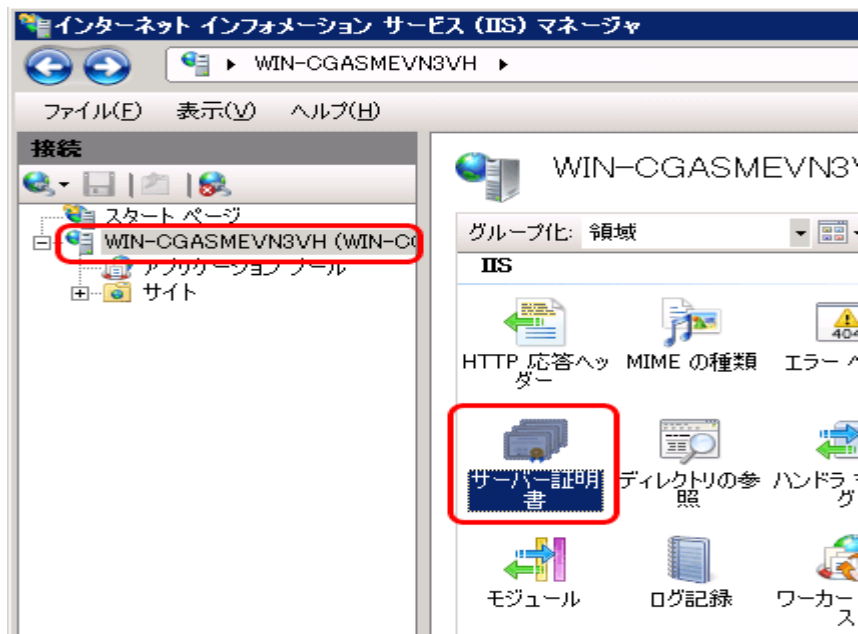 インターネット インフォメーション サービス (IIS) マネージャ
WIN-CGASMEVN3VH
ファイル(F) 表示(V) ヘルプ(H)
接続
スタート ページ
WIN-CGASMEVN3VH (WIN-CG
アプリケーション プール
サイト
WIN-CGASMEVN3V
グループ化: 領域
IIS
HTTP 応答ヘッ
ダー
MIME の種類
エラー
404
サーバー証明
書
ディレクトリの参
照
ハンドラ
グ
モジュール
ログ記録
ワーカー
ス